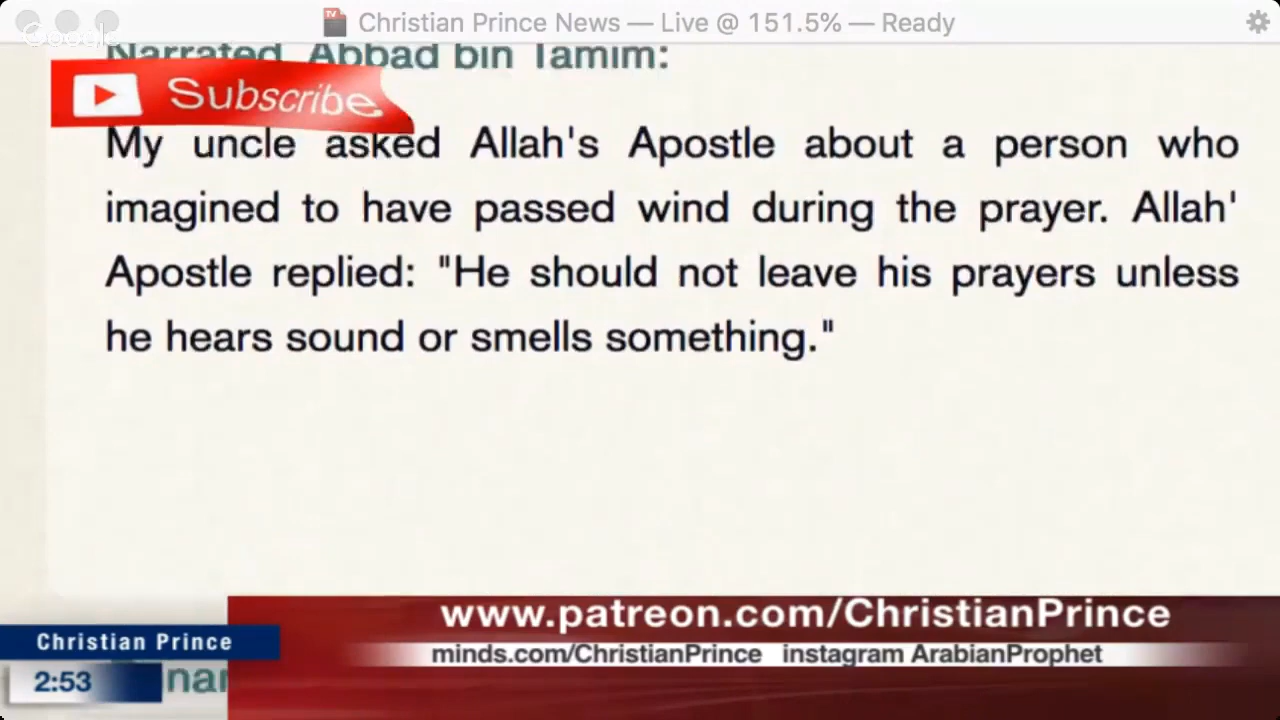 Christian Prince News — Live @ 151.5% — Ready
Google
Narrated Abbad bin Tamim:
Subscribe
My uncle asked Allah's Apostle about a person who
imagined to have passed wind during the prayer. Allah'
Apostle replied: "He should not leave his prayers unless
he hears sound or smells something."
www.patreon.com/ChristianPrince
Christian Prince
minds.com/ChristianPrince instagram ArabianProphet
2:53